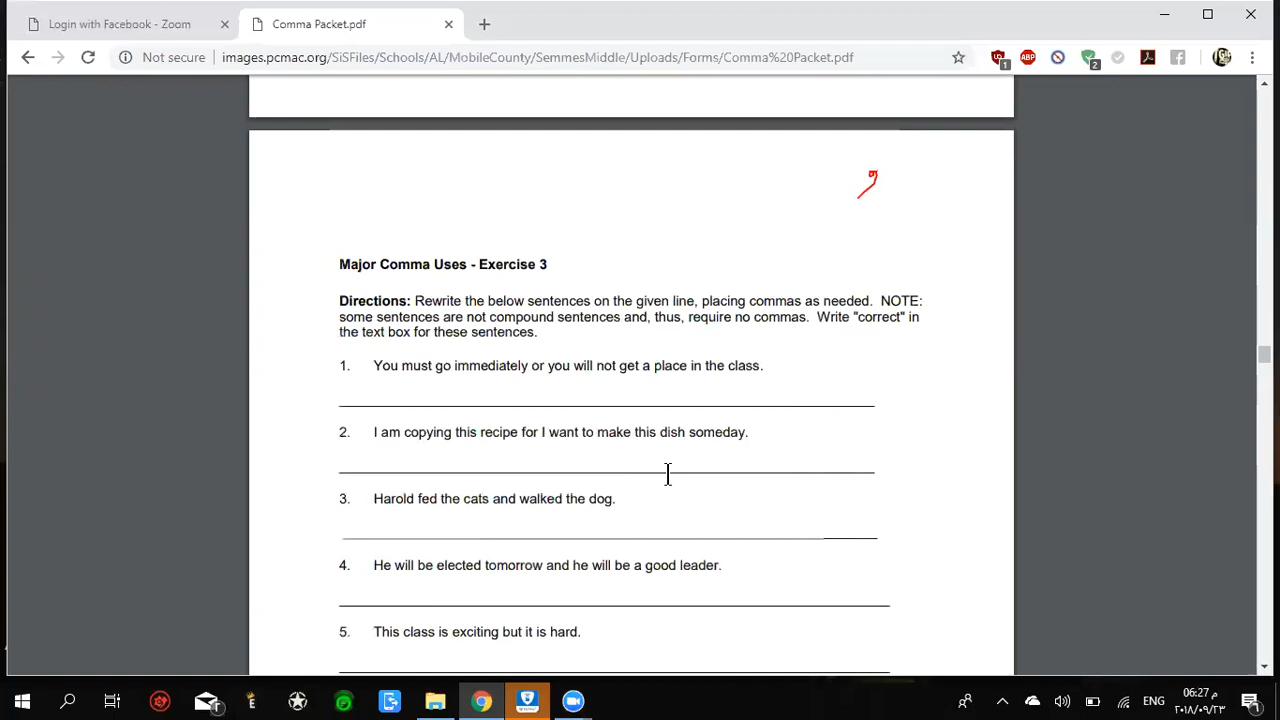 Login with Facebook - Zoom
Comma Packet.pdf
Not secure
images.pcmac.org/SiSFiles/Schools/AL/MobileCounty/SemmesMiddle/Uploads/Forms/Comma%20Packet.pdf
ABP
1
2
Major Comma Uses - Exercise 3
Directions: Rewrite the below sentences on the given line, placing commas as needed. NOTE:
some sentences are not compound sentences and, thus, require no commas. Write "correct" in
the text box for these sentences.
1. You must go immediately or you will not get a place in the class.
2. I am copying this recipe for I want to make this dish someday.
3. Harold fed the cats and walked the dog.
4. He will be elected tomorrow and he will be a good leader.
5. This class is exciting but it is hard.
ENG
06:27 م
٢٠١٨/٠٩/٢٣